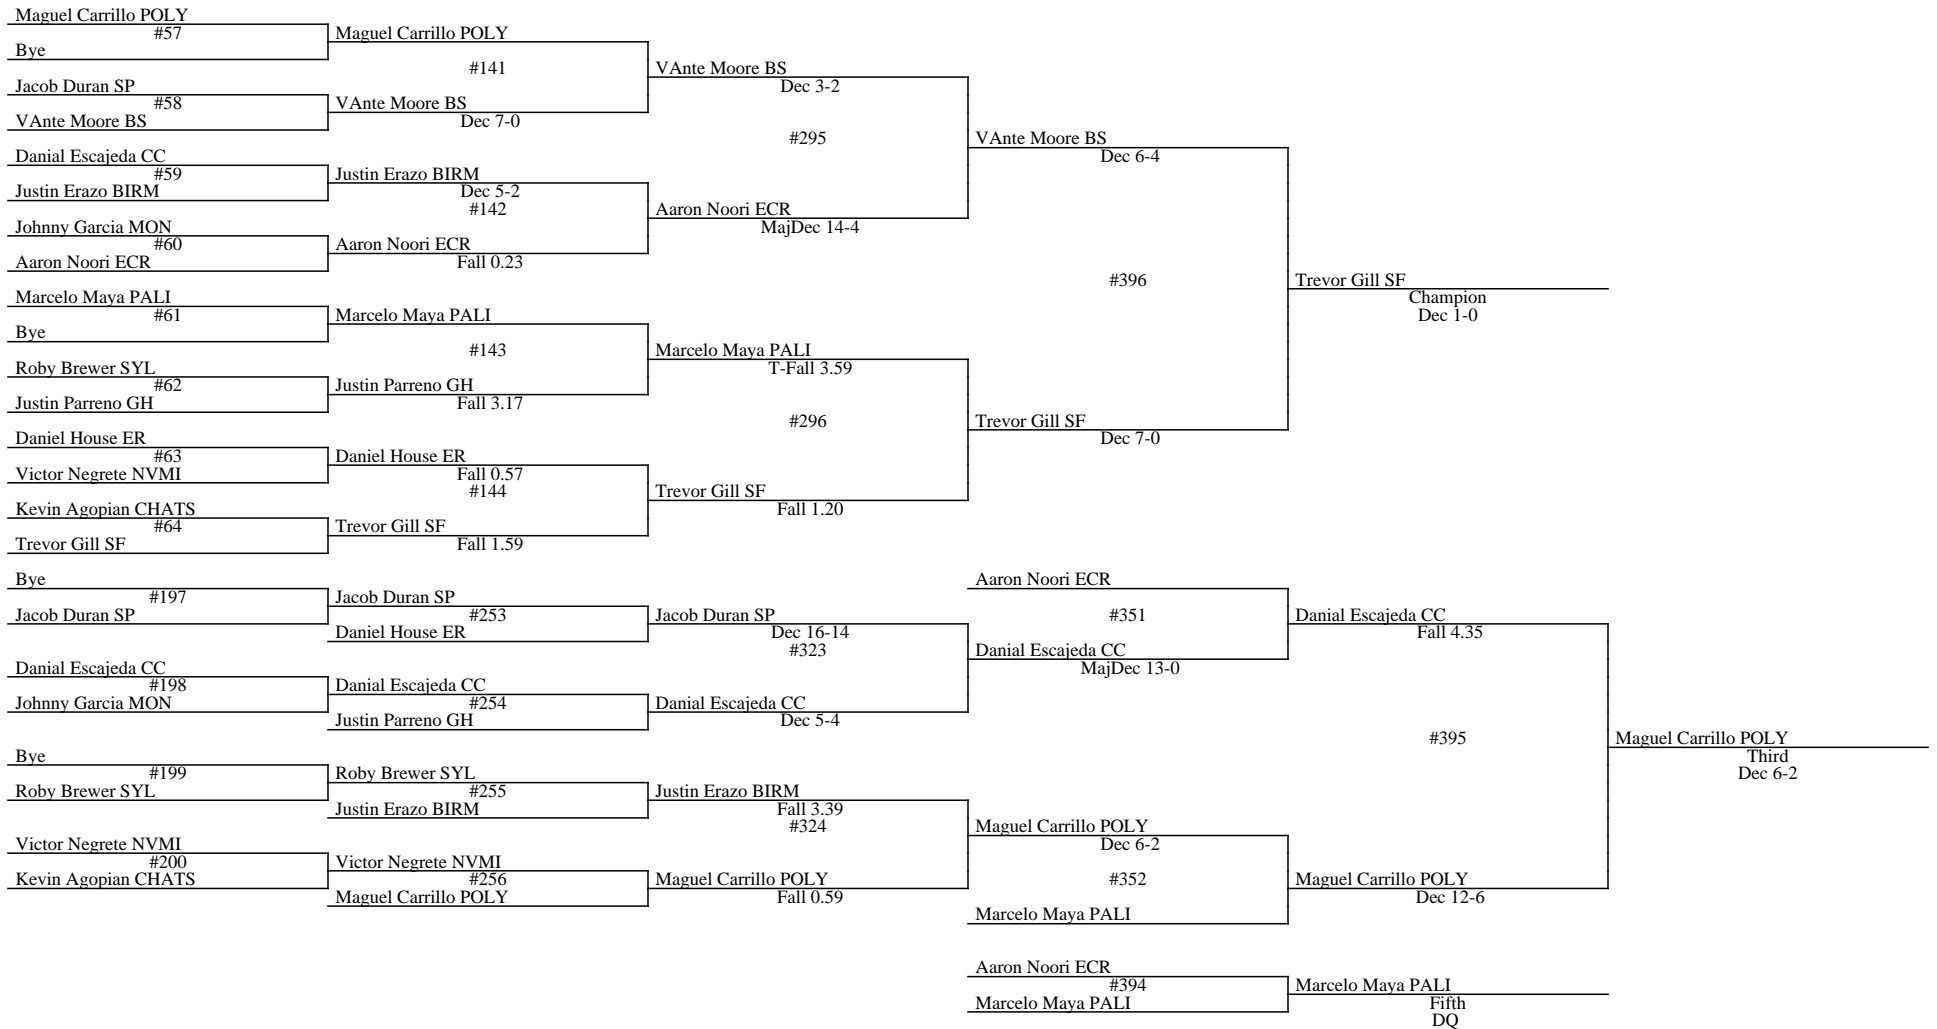 Maguel Carrillo POLY
#57
Bye
Maguel Carrillo POLY
#141
Jacob Duran SP
#58
VAnte Moore BS
VAnte Moore BS
Dec 7-0
VAnte Moore BS
Dec 3-2
#295
Danial Escajeda CC
#59
Justin Erazo BIRM
Justin Erazo BIRM
Dec 5-2
#142
Johnny Garcia MON
#60
Aaron Noori ECR
Aaron Noori ECR
Fall 0.23
Aaron Noori ECR
MajDec 14-4
VAnte Moore BS
Dec 6-4
#396
Marcelo Maya PALI
#61
Bye
Marcelo Maya PALI
#143
Roby Brewer SYL
#62
Justin Parreno GH
Justin Parreno GH
Fall 3.17
Marcelo Maya PALI
T-Fall 3.59
#296
Daniel House ER
#63
Victor Negrete NVMI
Daniel House ER
Fall 0.57
#144
Kevin Agopian CHATS
#64
Trevor Gill SF
Trevor Gill SF
Fall 1.59
Trevor Gill SF
Fall 1.20
Trevor Gill SF
Dec 7-0
Trevor Gill SF
Champion
Dec 1-0
Bye
#197
Jacob Duran SP
Jacob Duran SP
#253
Daniel House ER
Jacob Duran SP
Dec 16-14
#323
Danial Escajeda CC
#198
Johnny Garcia MON
Danial Escajeda CC
#254
Justin Parreno GH
Danial Escajeda CC
Dec 5-4
Aaron Noori ECR
#351
Danial Escajeda CC
MajDec 13-0
Danial Escajeda CC
Fall 4.35
#395
Bye
#199
Roby Brewer SYL
Roby Brewer SYL
#255
Justin Erazo BIRM
Justin Erazo BIRM
Fall 3.39
#324
Victor Negrete NVMI
#200
Kevin Agopian CHATS
Victor Negrete NVMI
#256
Maguel Carrillo POLY
Maguel Carrillo POLY
Fall 0.59
Maguel Carrillo POLY
Dec 6-2
#352
Marcelo Maya PALI
Maguel Carrillo POLY
Dec 12-6
Maguel Carrillo POLY
Third
Dec 6-2
Aaron Noori ECR
#394
Marcelo Maya PALI
Marcelo Maya PALI
Fifth
DQ